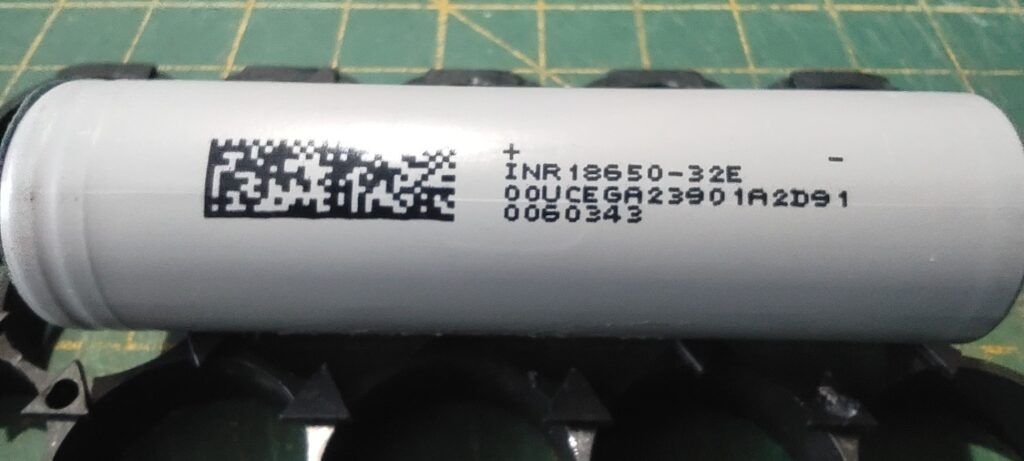 + -
INR18650-32E
00UCEGA23901A2D91
0060343